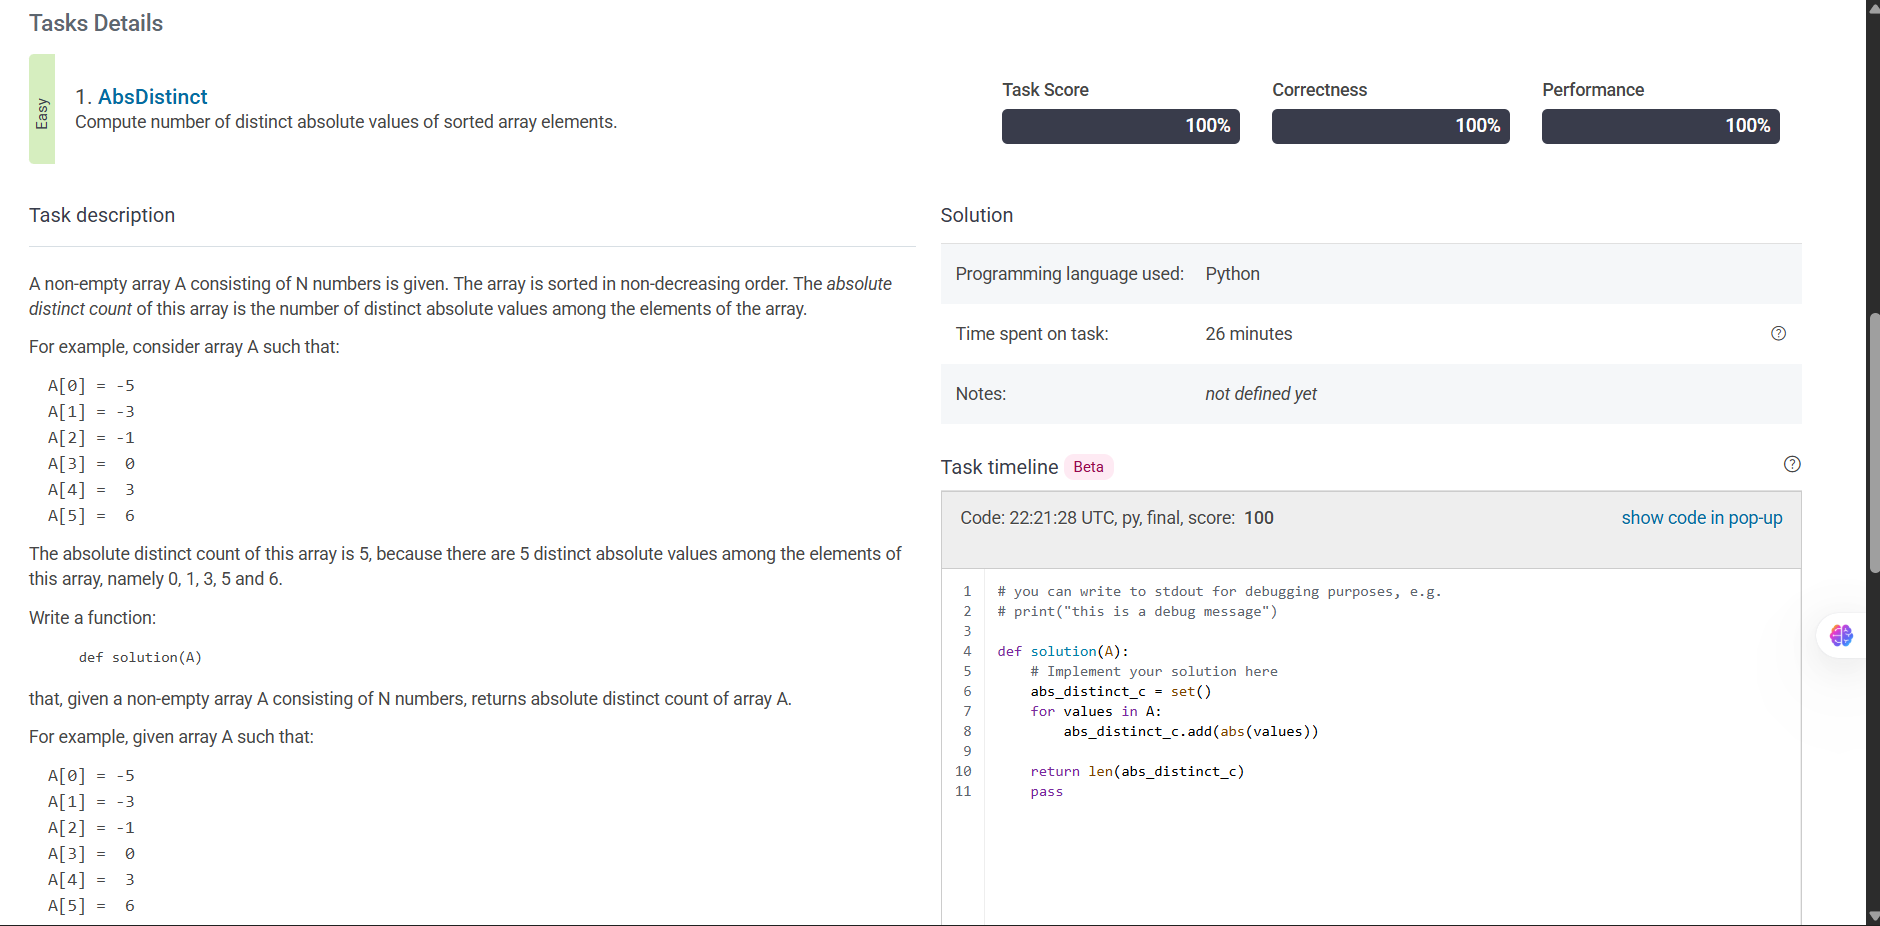 Tasks Details
Easy
1. AbsDistinct
Compute number of distinct absolute values of sorted array elements.
Task Score
100%
Correctness
100%
Performance
100%
Task description
A non-empty array A consisting of N numbers is given. The array is sorted in non-decreasing order. The absolute
distinct count of this array is the number of distinct absolute values among the elements of the array.
For example, consider array A such that:
A[0] = -5
A[1] = -3
A[2] = -1
A[3] =  0
A[4] =  3
A[5] =  6
The absolute distinct count of this array is 5, because there are 5 distinct absolute values among the elements of
this array, namely 0, 1, 3, 5 and 6.
Write a function:
def solution(A)
that, given a non-empty array A consisting of N numbers, returns absolute distinct count of array A.
For example, given array A such that:
A[0] = -5
A[1] = -3
A[2] = -1
A[3] =  0
A[4] =  3
A[5] =  6
Solution
Programming language used: Python
Time spent on task: 26 minutes ?
Notes: not defined yet
Task timeline Beta ?
Code: 22:21:28 UTC, py, final, score: 100 show code in pop-up
1 # you can write to stdout for debugging purposes, e.g.
2 # print("this is a debug message")
3
4 def solution(A):
5     # Implement your solution here
6     abs_distinct_c = set()
7     for values in A:
8         abs_distinct_c.add(abs(values))
9
10     return len(abs_distinct_c)
11     pass